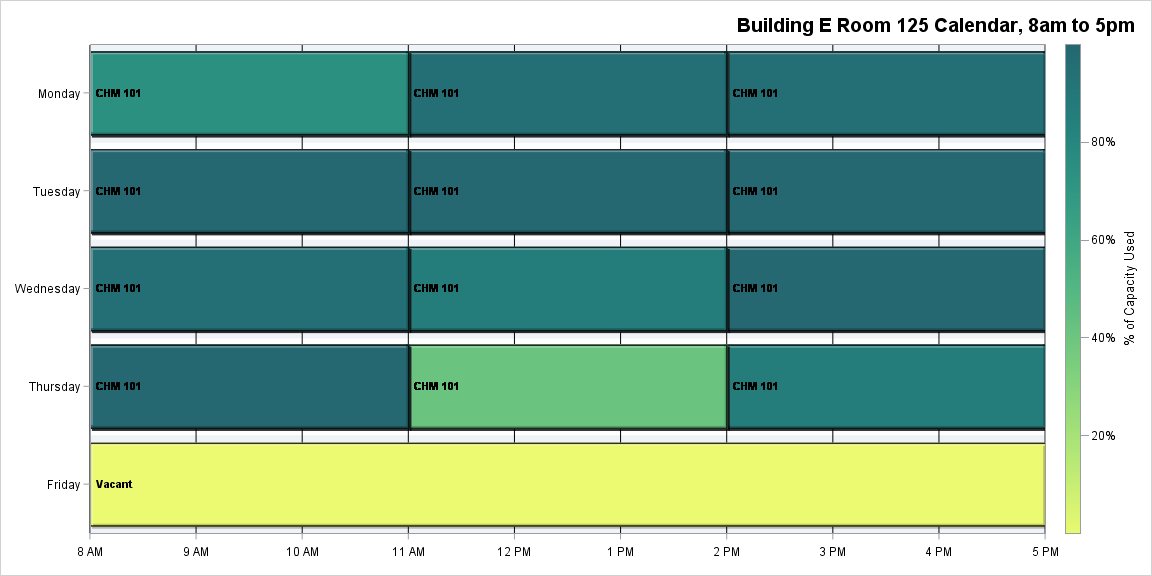 Building E Room 125 Calendar, 8am to 5pm
Monday
CHM 101
CHM 101
CHM 101
Tuesday
CHM 101
CHM 101
CHM 101
Wednesday
CHM 101
CHM 101
CHM 101
Thursday
CHM 101
CHM 101
CHM 101
Friday
Vacant
8 AM
9 AM
10 AM
11 AM
12 PM
1 PM
2 PM
3 PM
4 PM
5 PM
80%
60%
40%
20%
% of Capacity Used